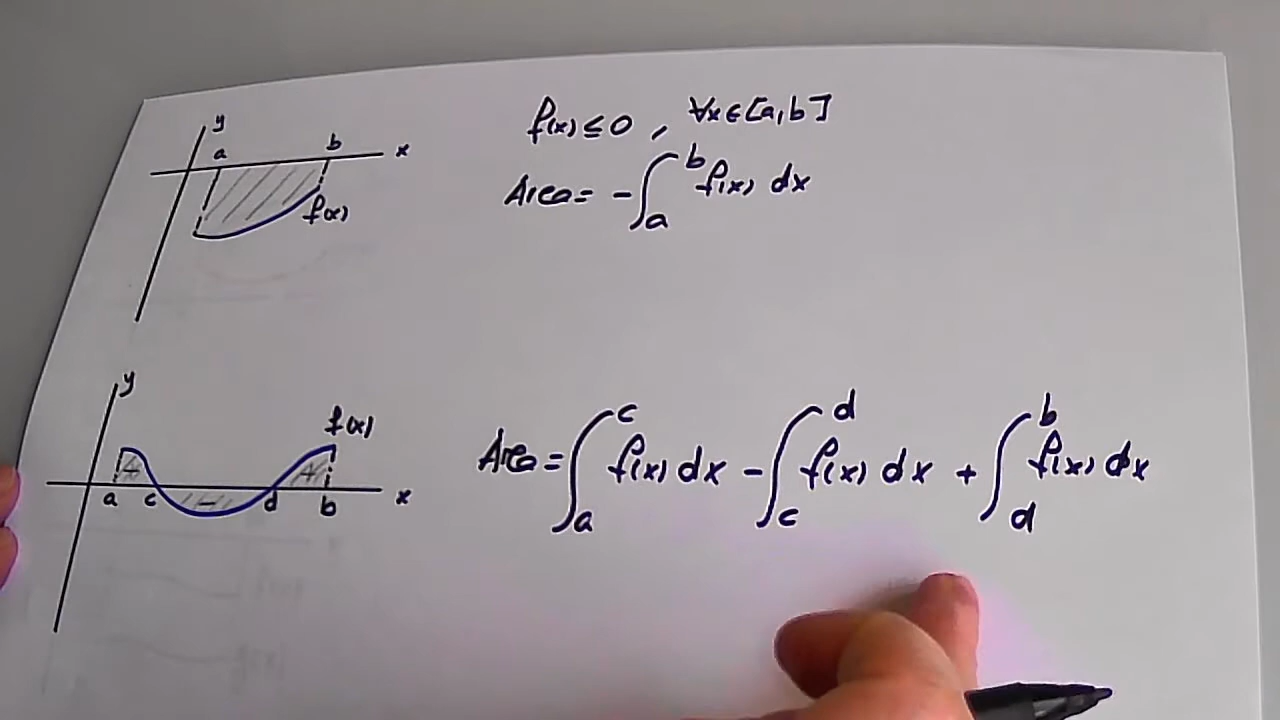 y
a b x
f(x)
f(x) ≤ 0 , ∀x∈[a,b]
Area = -∫_a^b f(x) dx
y
f(x)
+ - +
a c d b x
Area = ∫_a^c f(x) dx - ∫_c^d f(x) dx + ∫_d^b f(x) dx